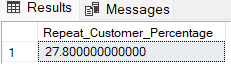 Results Messages
Repeat_Customer_Percentage
1 27.800000000000